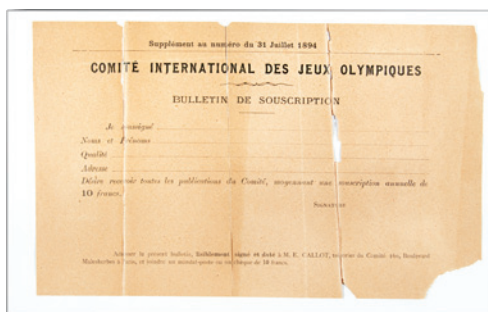 Supplément au numéro du 31 Juillet 1894
COMITÉ INTERNATIONAL DES JEUX OLYMPIQUES
BULLETIN DE SOUSCRIPTION
Je soussigné
Noms et Prénoms
Qualité
Adresse
Désire recevoir toutes les publications du Comité, moyennant une souscription annuelle de
10 francs.
SIGNATURE
Adresser le présent bulletin, lisiblement signé et daté à M. E. CALLOT, du Comité Boulevard
Malesherbes à Paris, et joindre un mandat-poste ou un chèque de 10 francs.